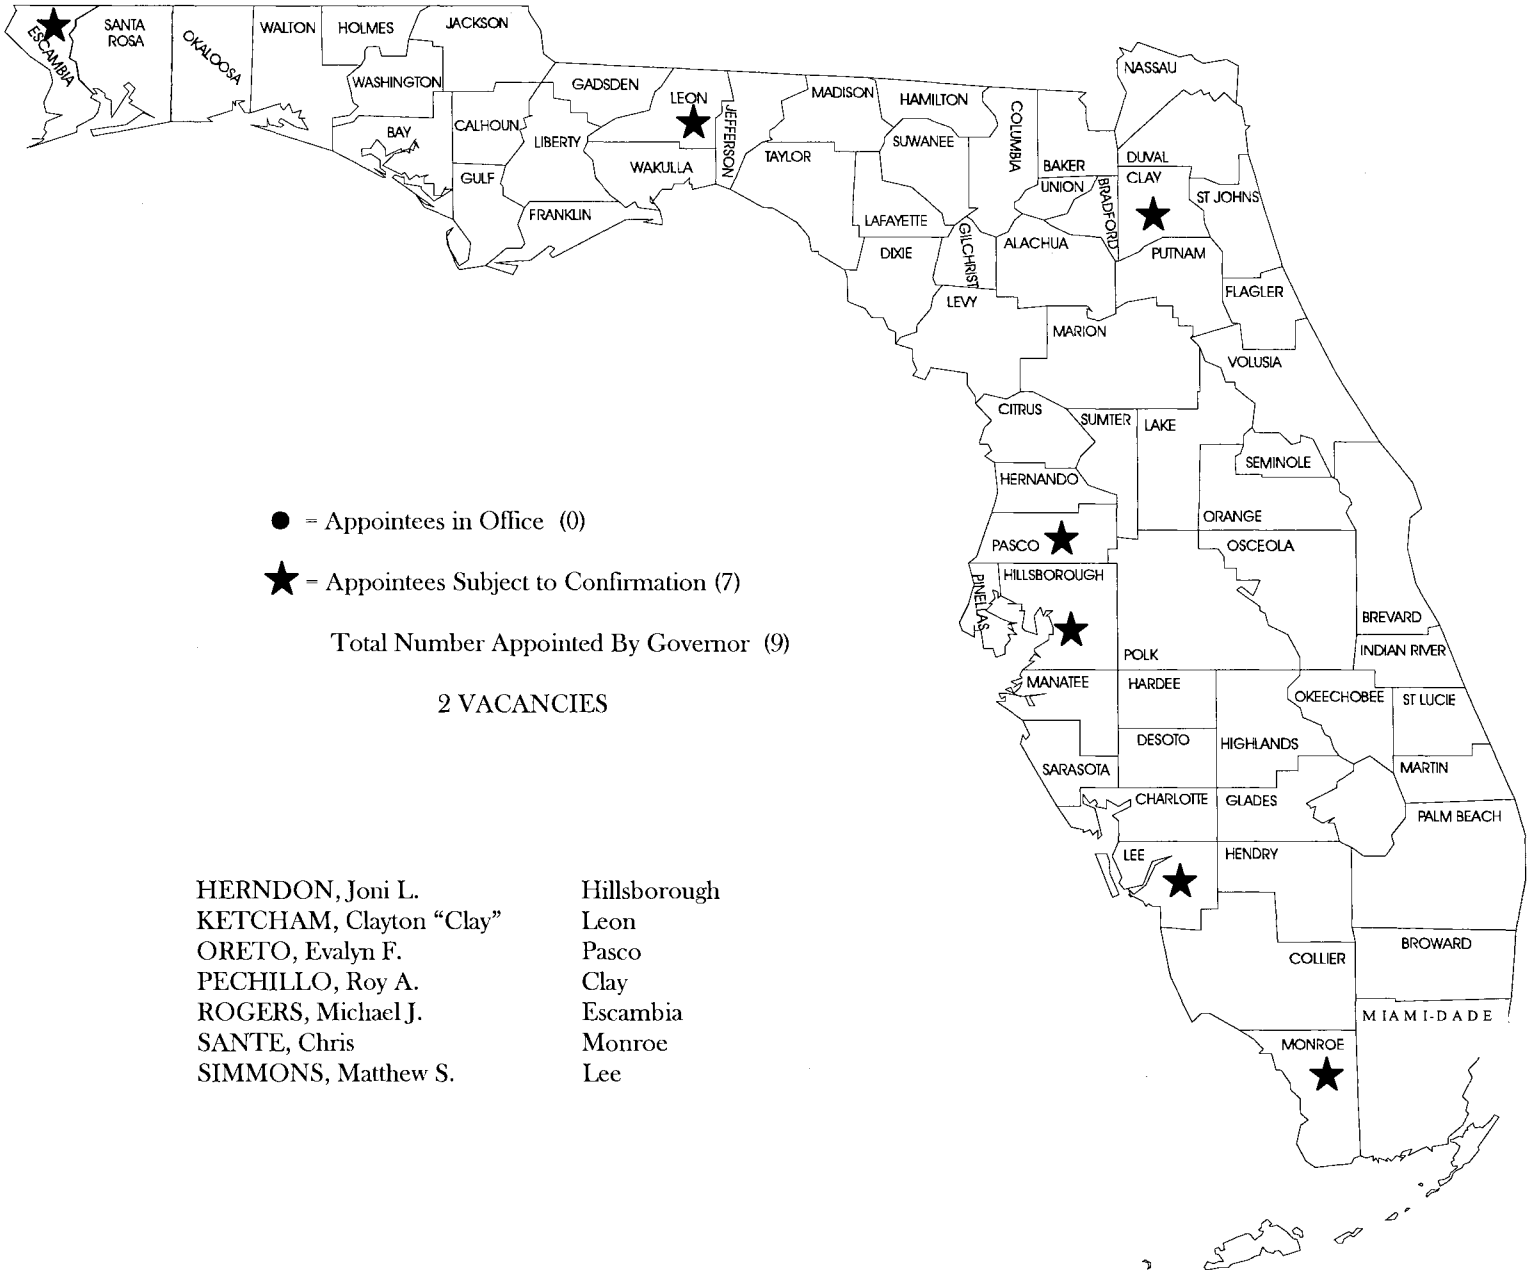 ESCAMBIA
SANTA
ROSA
OKALOOSA
WALTON
HOLMES
JACKSON
WASHINGTON
BAY
CALHOUN
GULF
LIBERTY
GADSDEN
FRANKLIN
LEON
WAKULLA
JEFFERSON
MADISON
TAYLOR
HAMILTON
SUWANEE
LAFAYETTE
DIXIE
COLUMBIA
GILCHRIST
BAKER
UNION
BRADFORD
ALACHUA
LEVY
NASSAU
DUVAL
CLAY
ST JOHNS
PUTNAM
FLAGLER
MARION
VOLUSIA
CITRUS
SUMTER
LAKE
SEMINOLE
HERNANDO
ORANGE
PASCO
OSCEOLA
HILLSBOROUGH
PINELLAS
BREVARD
INDIAN RIVER
POLK
MANATEE
HARDEE
OKEECHOBEE
ST LUCIE
DESOTO
HIGHLANDS
SARASOTA
MARTIN
CHARLOTTE
GLADES
PALM BEACH
LEE
HENDRY
BROWARD
COLLIER
MIAMI-DADE
MONROE
= Appointees in Office (0)
= Appointees Subject to Confirmation (7)
Total Number Appointed By Governor (9)
2 VACANCIES
HERNDON, Joni L. Hillsborough
KETCHAM, Clayton “Clay” Leon
ORETO, Evalyn F. Pasco
PECHILLO, Roy A. Clay
ROGERS, Michael J. Escambia
SANTE, Chris Monroe
SIMMONS, Matthew S. Lee